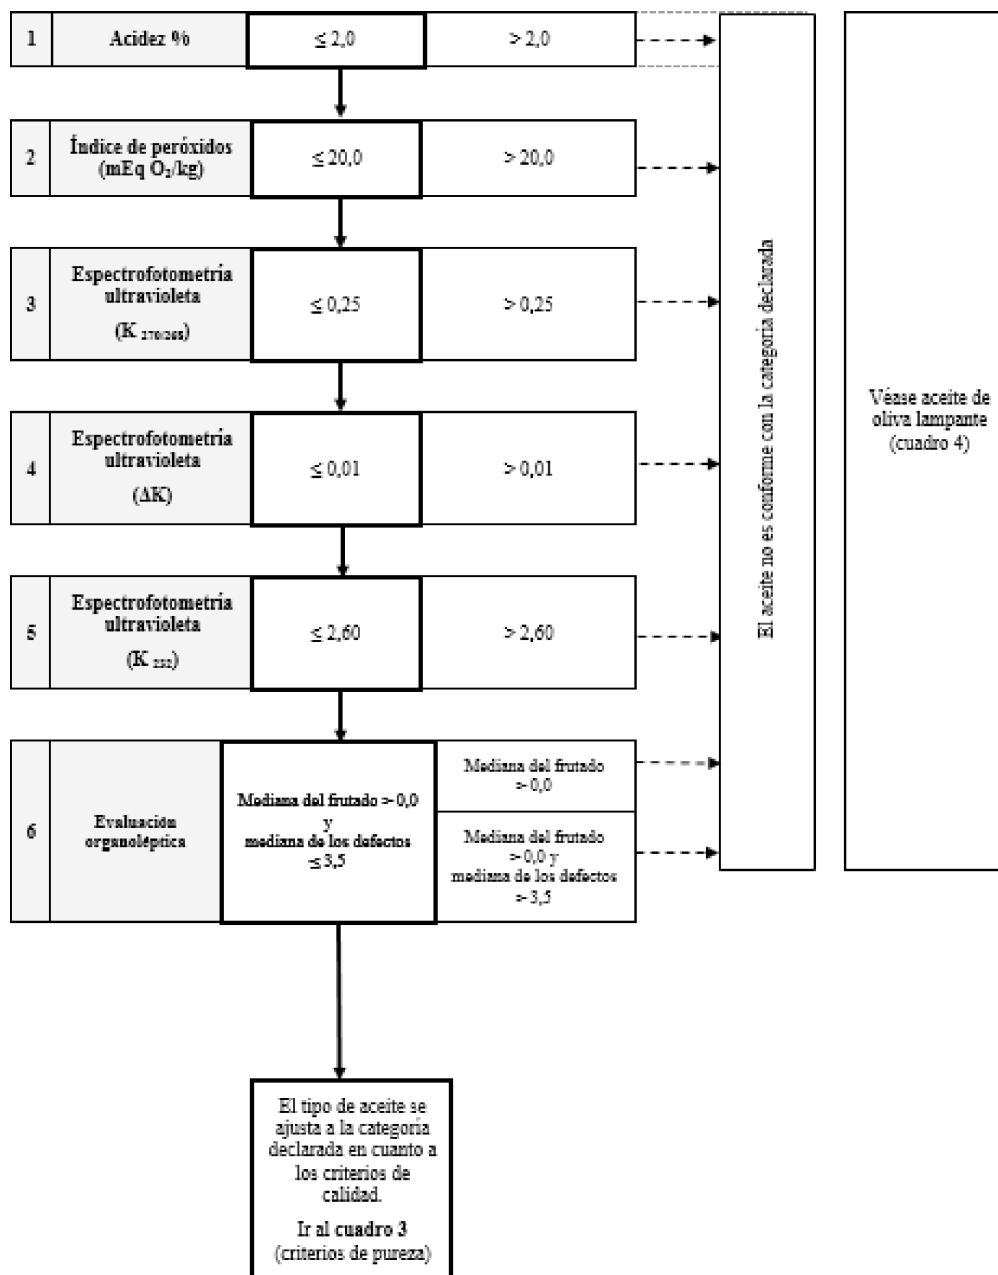 1 Acidez % ≤ 2,0 > 2,0
2 Índice de peróxidos
(mEq O₂/kg) ≤ 20,0 > 20,0
3 Espectrofotometría
ultravioleta
(K 270/268) ≤ 0,25 > 0,25
4 Espectrofotometría
ultravioleta
(ΔK) ≤ 0,01 > 0,01
5 Espectrofotometría
ultravioleta
(K 232) ≤ 2,60 > 2,60
6 Evaluación
organoléptica
Mediana del frutado > 0,0
y
mediana de los defectos
≤ 3,5
Mediana del frutado
> 0,0
Mediana del frutado
> 0,0 y
mediana de los defectos
> 3,5
El aceite no es conforme con la categoría declarada
Véase aceite de
oliva lampante
(cuadro 4)
El tipo de aceite se
ajusta a la categoría
declarada en cuanto a
los criterios de
calidad.
Ir al cuadro 3
(criterios de pureza)